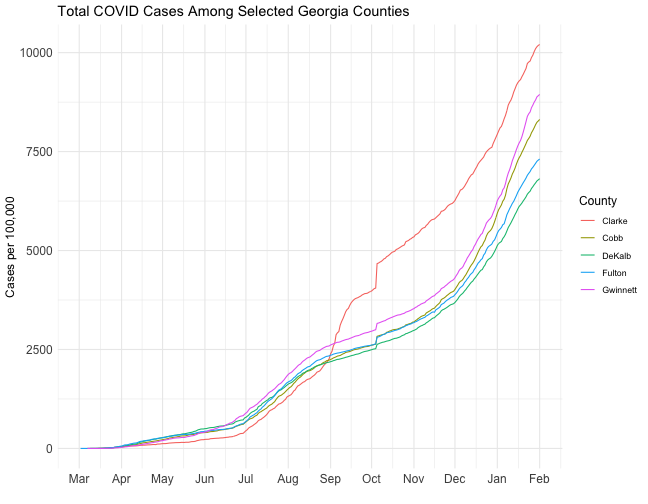 Total COVID Cases Among Selected Georgia Counties
10000
7500
5000
2500
0
Cases per 100,000
Mar Apr May Jun Jul Aug Sep Oct Nov Dec Jan Feb
County
Clarke
Cobb
DeKalb
Fulton
Gwinnett